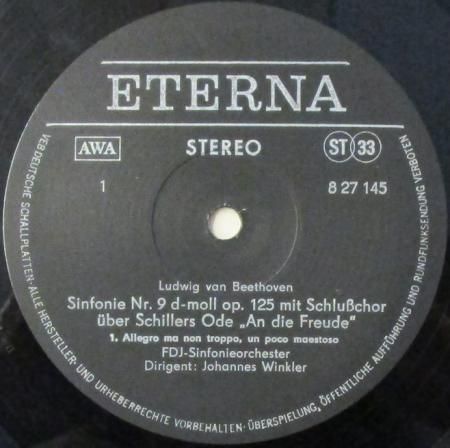 ETERNA
AWA
STEREO
ST 33
1
8 27 145
Ludwig van Beethoven
Sinfonie Nr. 9 d-moll op. 125 mit Schlußchor
über Schillers Ode „An die Freude"
1. Allegro ma non troppo, un poco maestoso
FDJ-Sinfonieorchester
Dirigent: Johannes Winkler
VEB DEUTSCHE SCHALLPLATTEN · ALLE HERSTELLER- UND URHEBERRECHTE VORBEHALTEN · ÜBERSPIELUNG, ÖFFENTLICHE AUFFÜHRUNG UND RUNDFUNKSENDUNG VERBOTEN